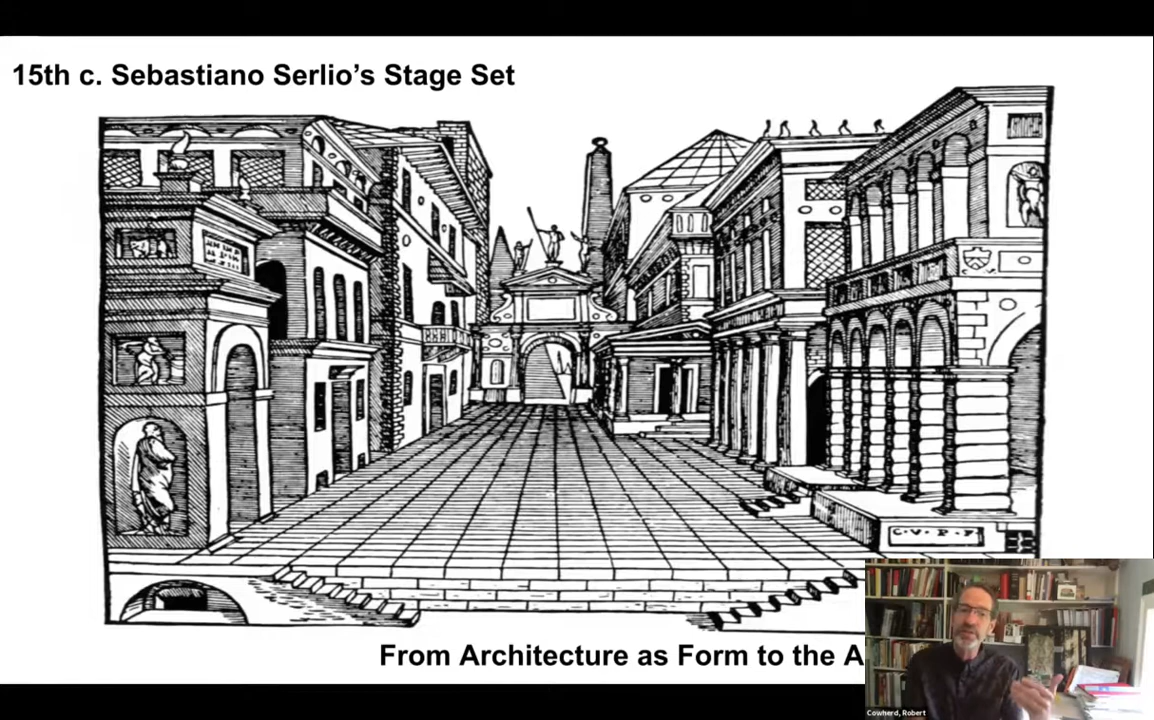 15th c. Sebastiano Serlio’s Stage Set
C. V. P. P.
From Architecture as Form to the A
Cowherd, Robert